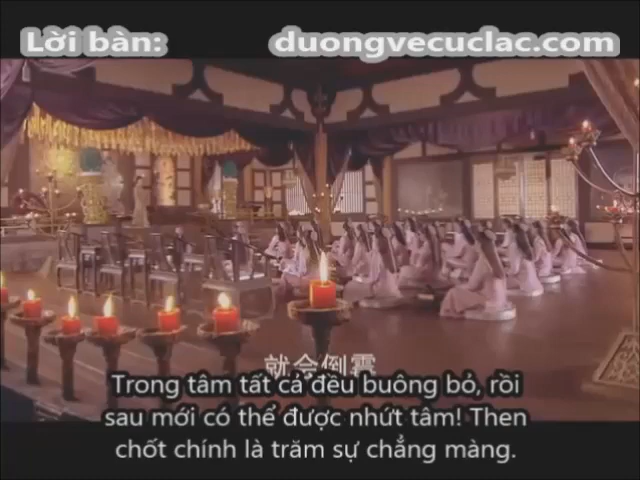 Lời bàn: duongvecuclac.com
就会倒霉
Trong tâm tất cả đều buông bỏ, rồi
sau mới có thể được nhứt tâm! Then
chốt chính là trăm sự chẳng màng.